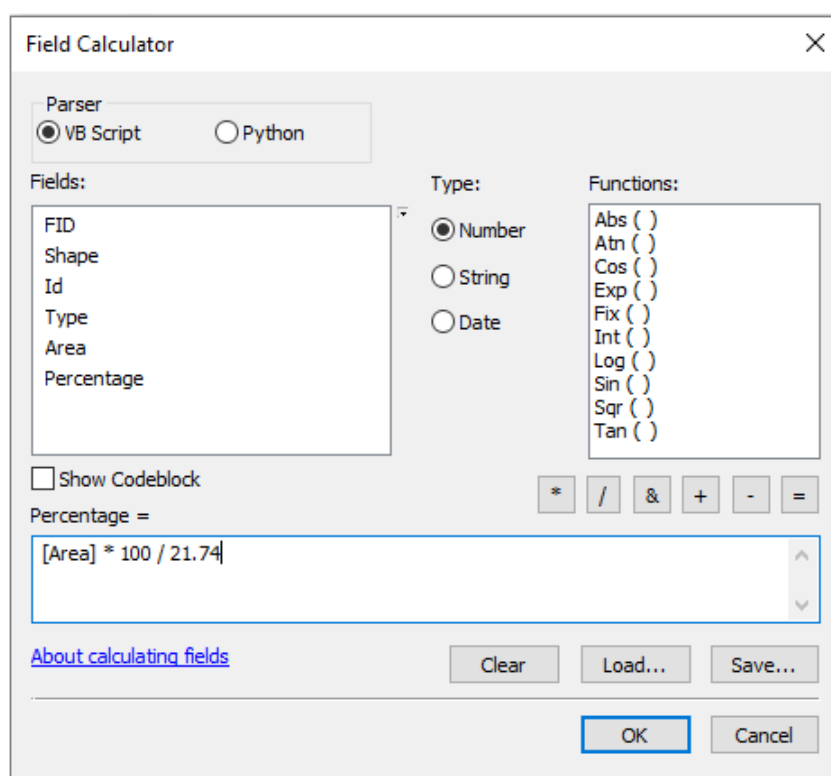 Field Calculator
Parser
VB Script Python
Fields:
FID
Shape
Id
Type
Area
Percentage
Type:
Number
String
Date
Functions:
Abs ( )
Atn ( )
Cos ( )
Exp ( )
Fix ( )
Int ( )
Log ( )
Sin ( )
Sqr ( )
Tan ( )
Show Codeblock
* / & + - =
Percentage =
[Area] * 100 / 21.74
About calculating fields
Clear Load... Save...
OK Cancel